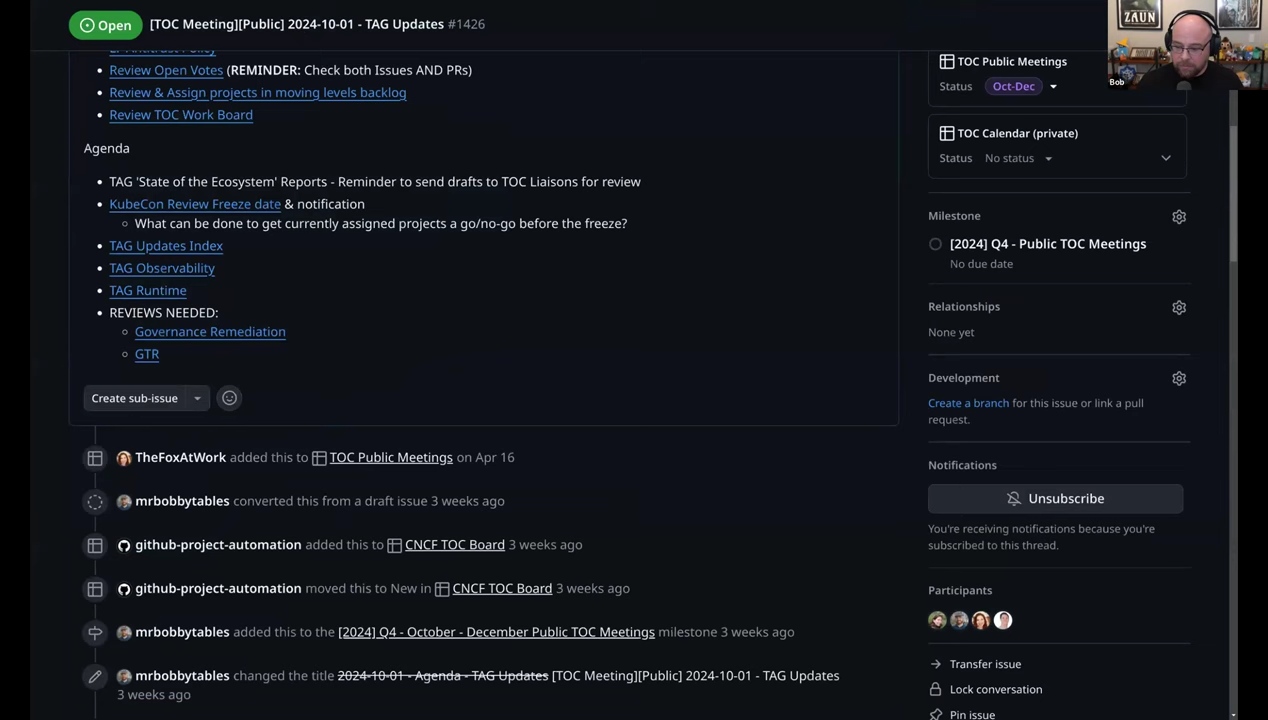 Open [TOC Meeting][Public] 2024-10-01 - TAG Updates #1426
LF Antitrust Policy
Review Open Votes (REMINDER: Check both Issues AND PRs)
Review & Assign projects in moving levels backlog
Review TOC Work Board
Agenda
TAG 'State of the Ecosystem' Reports - Reminder to send drafts to TOC Liaisons for review
KubeCon Review Freeze date & notification
What can be done to get currently assigned projects a go/no-go before the freeze?
TAG Updates Index
TAG Observability
TAG Runtime
REVIEWS NEEDED:
Governance Remediation
GTR
Create sub-issue
TheFoxAtWork added this to TOC Public Meetings on Apr 16
mrbobbytables converted this from a draft issue 3 weeks ago
github-project-automation added this to CNCF TOC Board 3 weeks ago
github-project-automation moved this to New in CNCF TOC Board 3 weeks ago
mrbobbytables added this to the [2024] Q4 - October - December Public TOC Meetings milestone 3 weeks ago
mrbobbytables changed the title 2024-10-01 - Agenda - TAG Updates [TOC Meeting][Public] 2024-10-01 - TAG Updates
3 weeks ago
ZAUN
Bob
TOC Public Meetings
Status Oct-Dec
TOC Calendar (private)
Status No status
Milestone
[2024] Q4 - Public TOC Meetings
No due date
Relationships
None yet
Development
Create a branch for this issue or link a pull
request.
Notifications
Unsubscribe
You're receiving notifications because you're
subscribed to this thread.
Participants
Transfer issue
Lock conversation
Pin issue